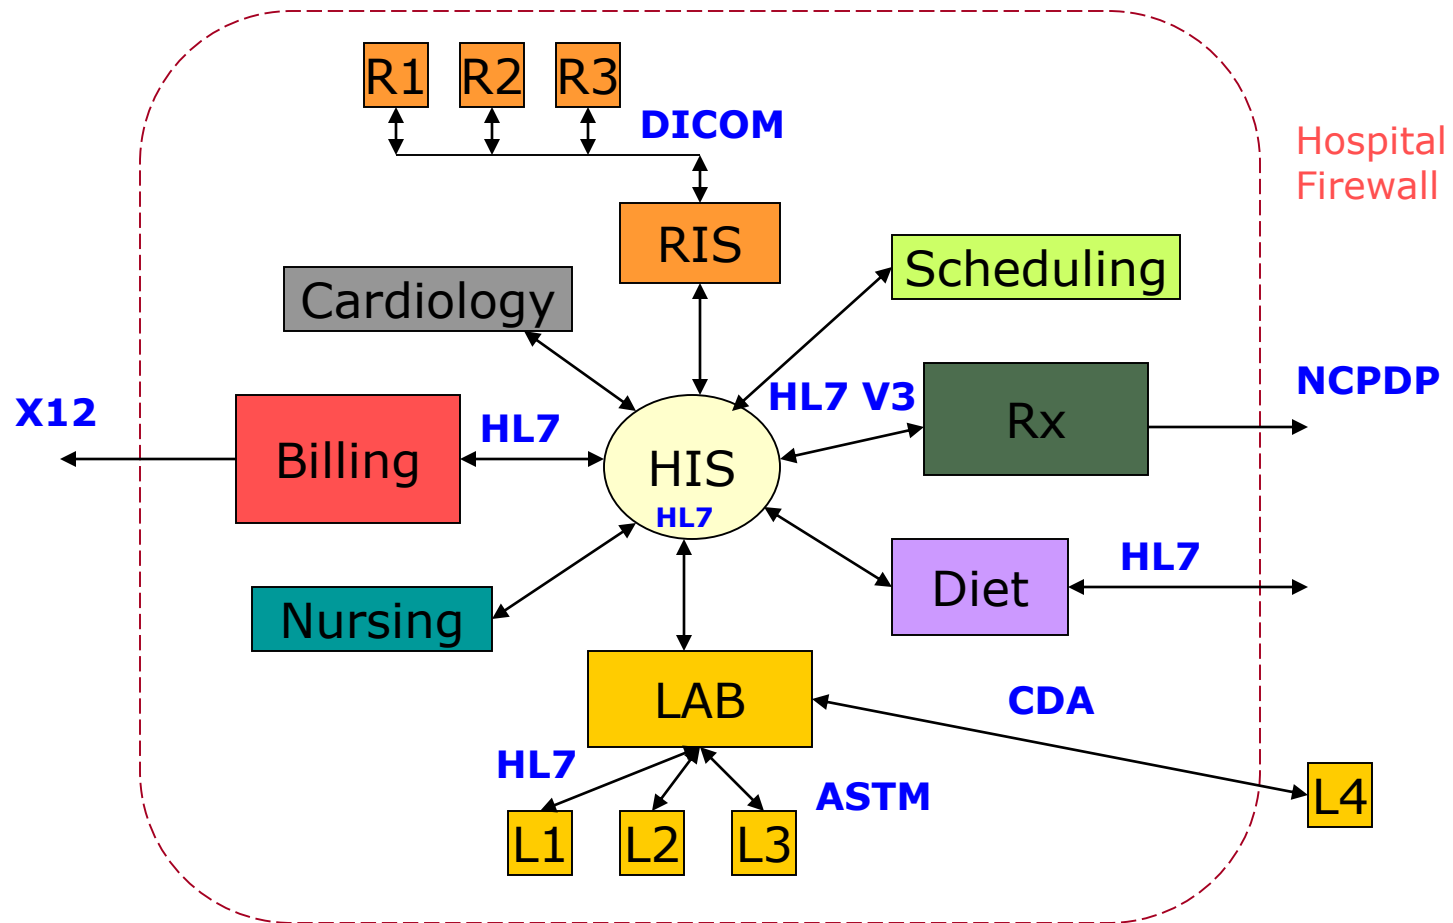 R1 R2 R3
DICOM
Hospital
Firewall
RIS
Scheduling
Cardiology
HL7 V3
Rx
NCPDP
X12
HL7
Billing
HIS
HL7
HL7
Diet
Nursing
LAB
CDA
HL7
ASTM
L4
L1 L2 L3